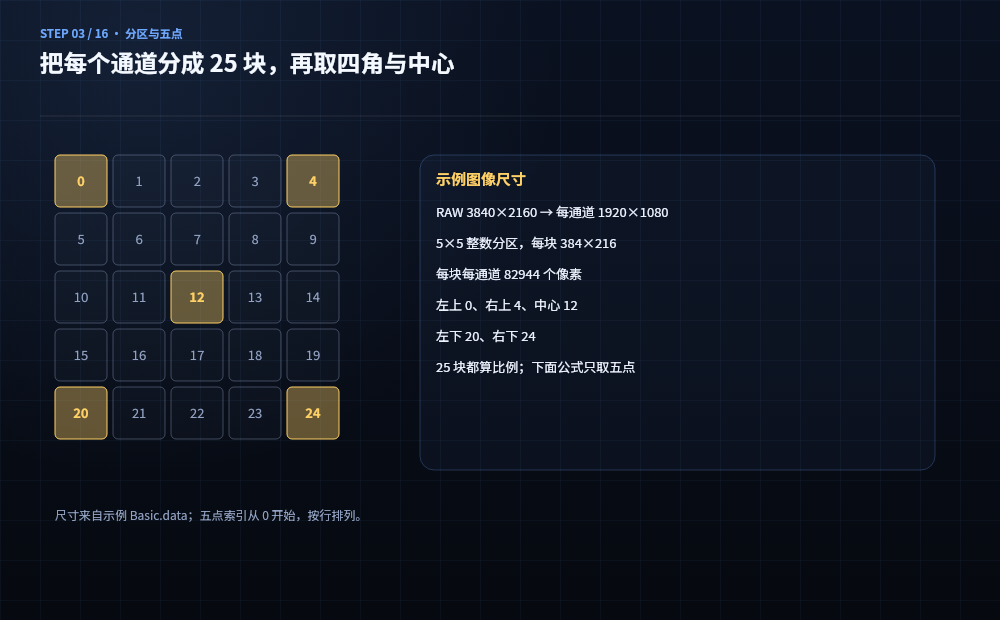 STEP 03 / 16 • 分区与五点
把每个通道分成 25 块，再取四角与中心
0 1 2 3 4
5 6 7 8 9
10 11 12 13 14
15 16 17 18 19
20 21 22 23 24
示例图像尺寸
RAW 3840×2160 → 每通道 1920×1080
5×5 整数分区，每块 384×216
每块每通道 82944 个像素
左上 0、右上 4、中心 12
左下 20、右下 24
25 块都算比例；下面公式只取五点
尺寸来自示例 Basic.data；五点索引从 0 开始，按行排列。